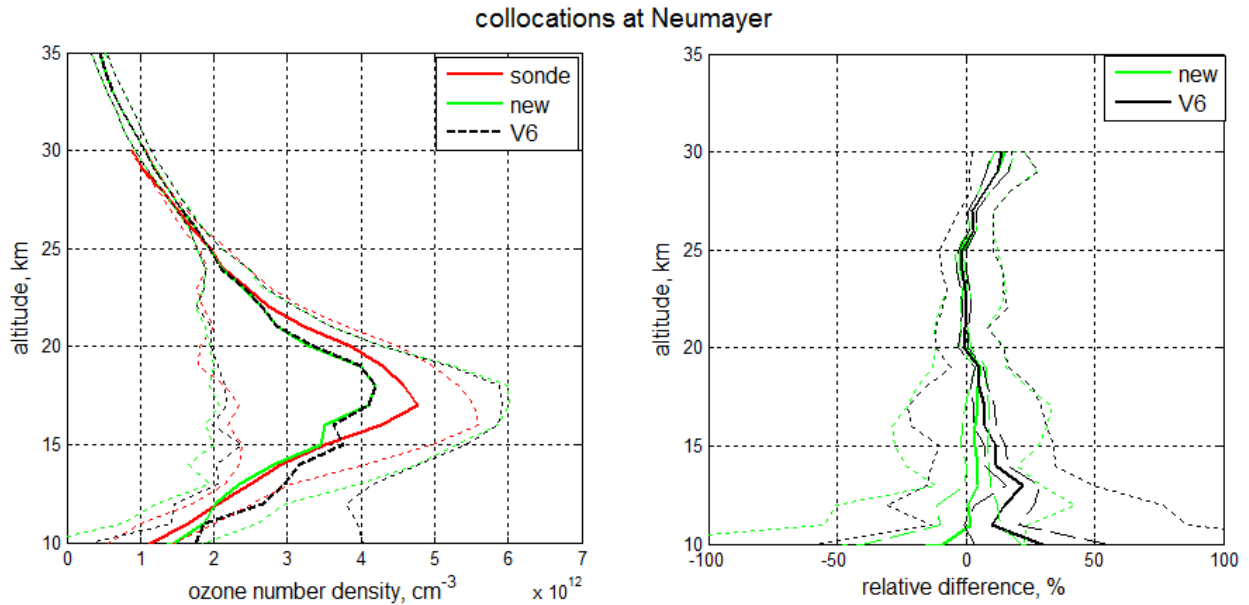 collocations at Neumayer
35
30
25
20
15
10
altitude, km
sonde
new
V6
0 1 2 3 4 5 6 7
ozone number density, cm-3 x 1012
35
30
25
20
15
10
altitude, km
new
V6
-100 -50 0 50 100
relative difference, %